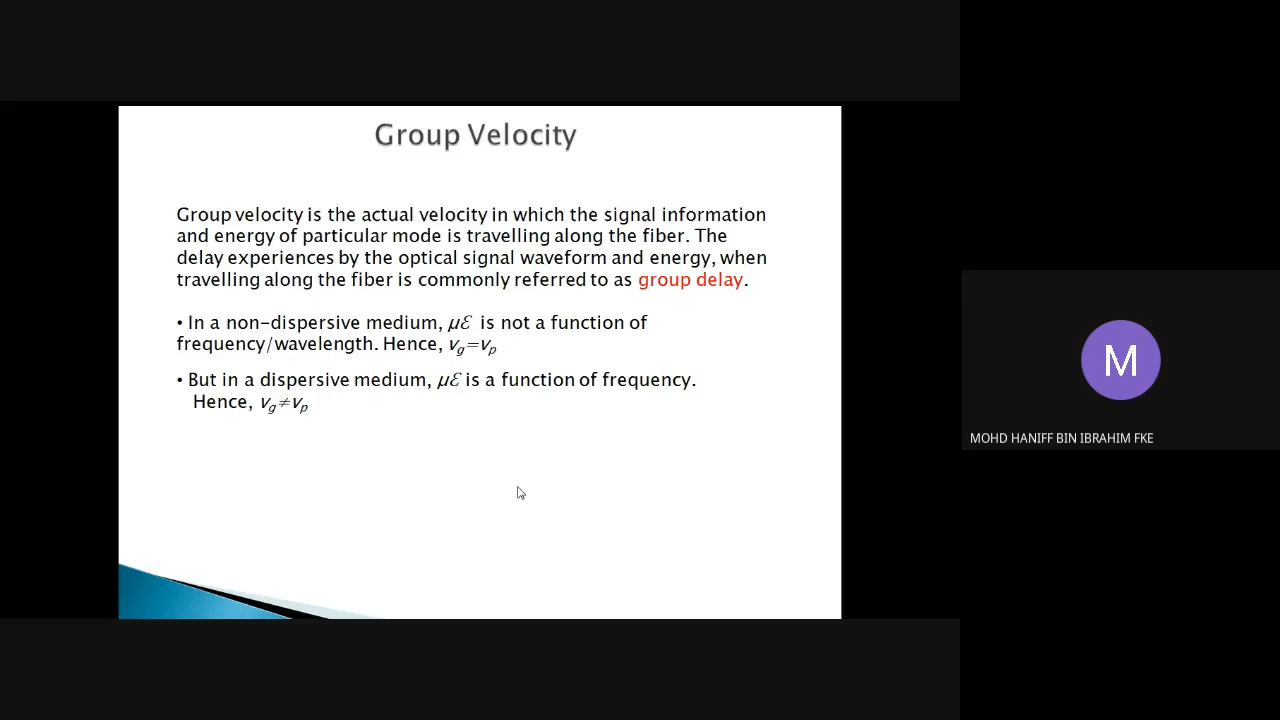 Group Velocity
Group velocity is the actual velocity in which the signal information
and energy of particular mode is travelling along the fiber. The
delay experiences by the optical signal waveform and energy, when
travelling along the fiber is commonly referred to as group delay.
• In a non-dispersive medium, με is not a function of
frequency/wavelength. Hence, vg=vp
• But in a dispersive medium, με is a function of frequency.
Hence, vg≠vp
M
MOHD HANIFF BIN IBRAHIM FKE